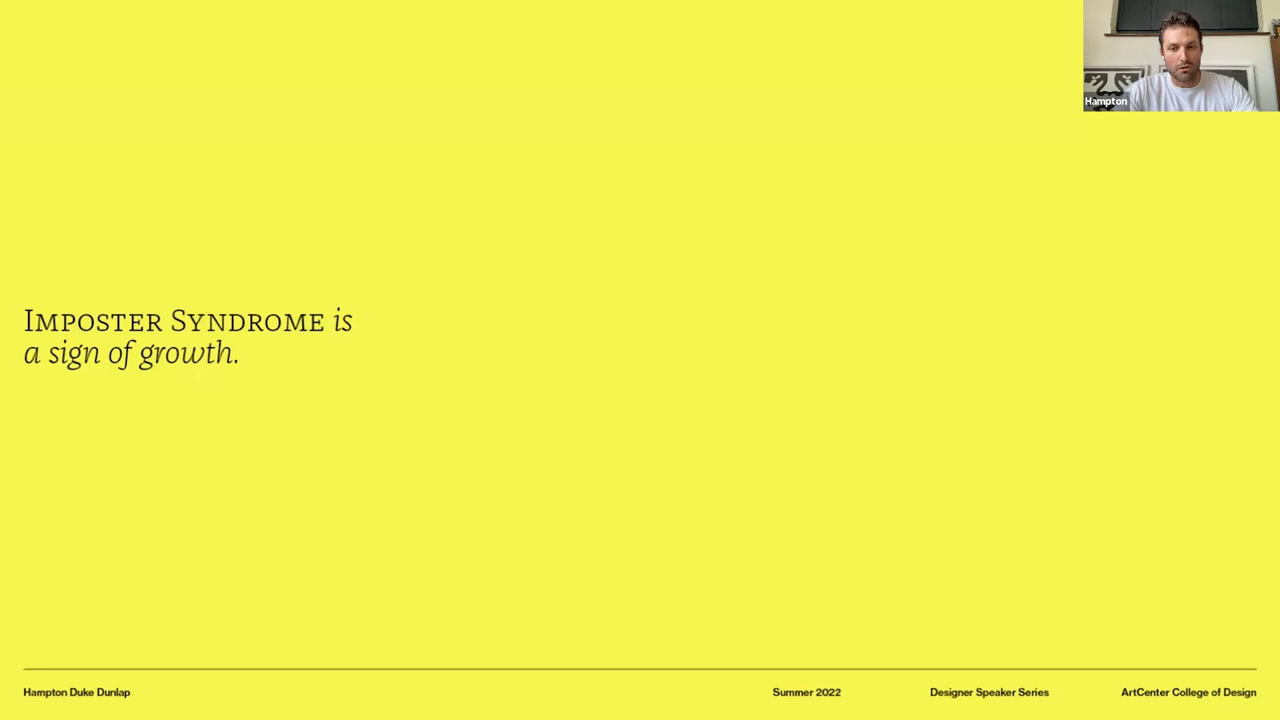 Hampton
Imposter Syndrome is
a sign of growth.
Hampton Duke Dunlap
Summer 2022
Designer Speaker Series
ArtCenter College of Design